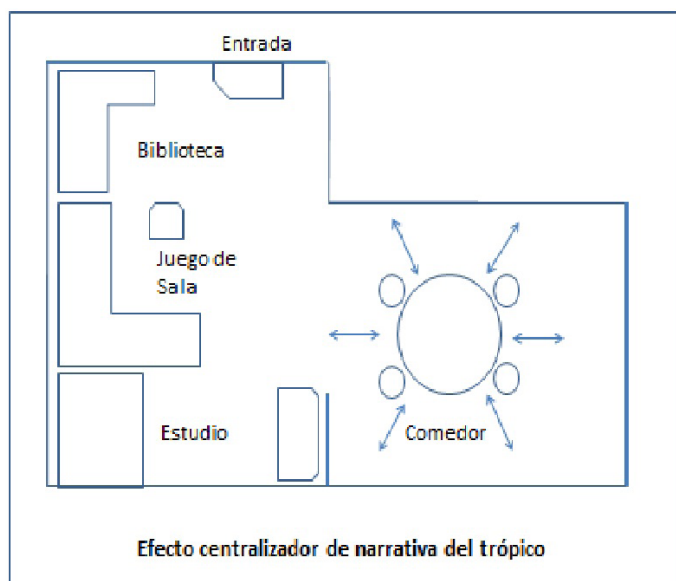 Entrada
Biblioteca
Juego de
Sala
Estudio
Comedor
Efecto centralizador de narrativa del trópico